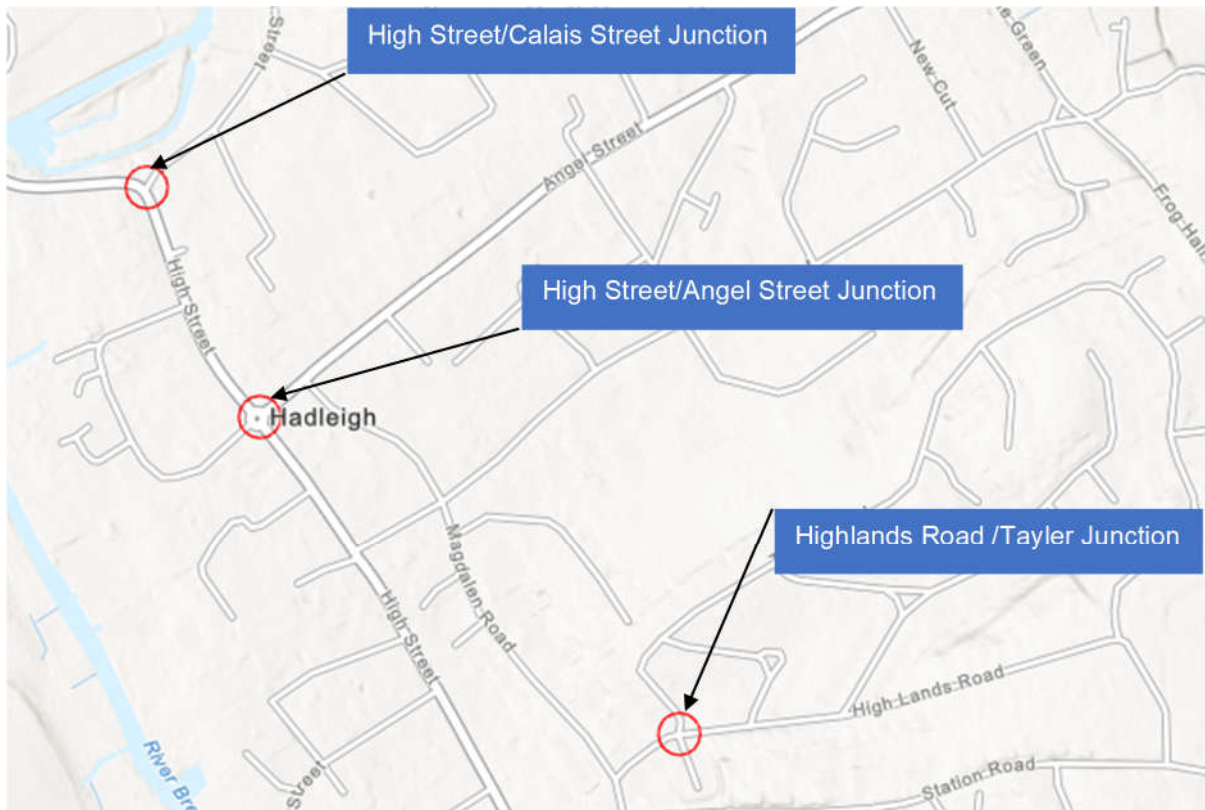 High Street/Calais Street Junction
Street
New Cut
e-Green
Angel Street
Frog Hall
High Street
High Street/Angel Street Junction
Hadleigh
Highlands Road /Tayler Junction
Magdalen Road
High Street
High Lands Road
River Bre
Street
Station Road